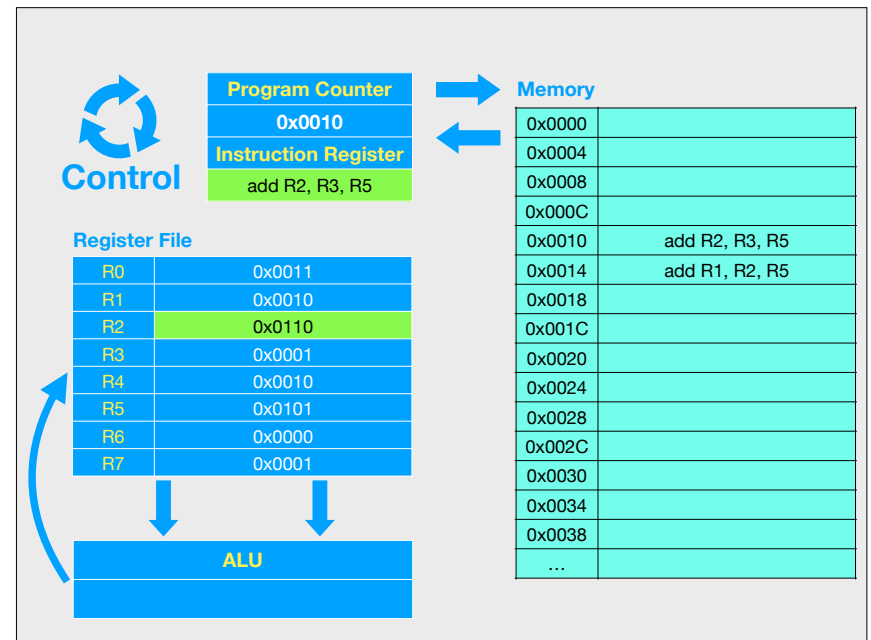 Program Counter
0x0010
Instruction Register
add R2, R3, R5
Control
Register File
R0 0x0011
R1 0x0010
R2 0x0110
R3 0x0001
R4 0x0010
R5 0x0101
R6 0x0000
R7 0x0001
ALU
Memory
0x0000
0x0004
0x0008
0x000C
0x0010 add R2, R3, R5
0x0014 add R1, R2, R5
0x0018
0x001C
0x0020
0x0024
0x0028
0x002C
0x0030
0x0034
0x0038
…